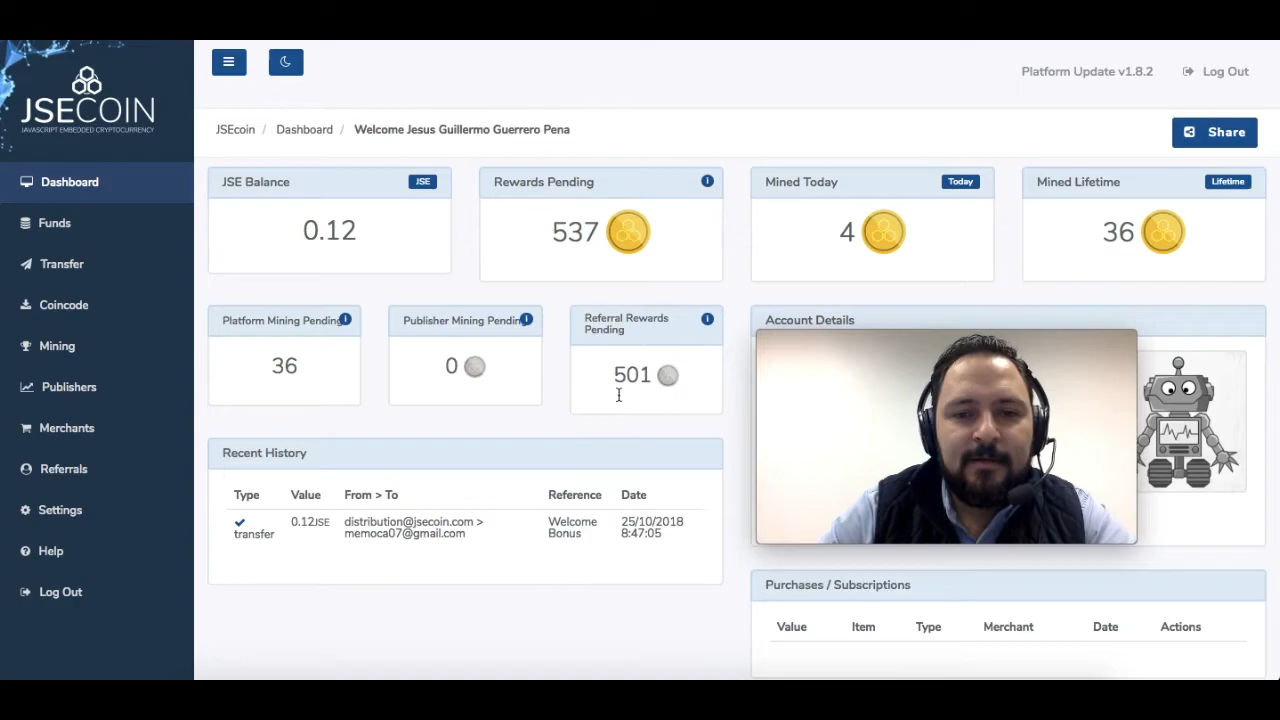 JSECOIN
JAVASCRIPT EMBEDDED CRYPTOCURRENCY
Dashboard
Funds
Transfer
Coincode
Mining
Publishers
Merchants
Referrals
Settings
Help
Log Out
Platform Update v1.8.2
Log Out
JSEcoin / Dashboard / Welcome Jesus Guillermo Guerrero Pena
Share
JSE Balance JSE
0.12
Rewards Pending
537
Mined Today Today
4
Mined Lifetime Lifetime
36
Platform Mining Pending
36
Publisher Mining Pending
0
Referral Rewards
Pending
501
Account Details
Recent History
Type Value From > To Reference Date
transfer 0.12JSE distribution@jsecoin.com > Welcome 25/10/2018
memoca07@gmail.com Bonus 8:47:05
Purchases / Subscriptions
Value Item Type Merchant Date Actions